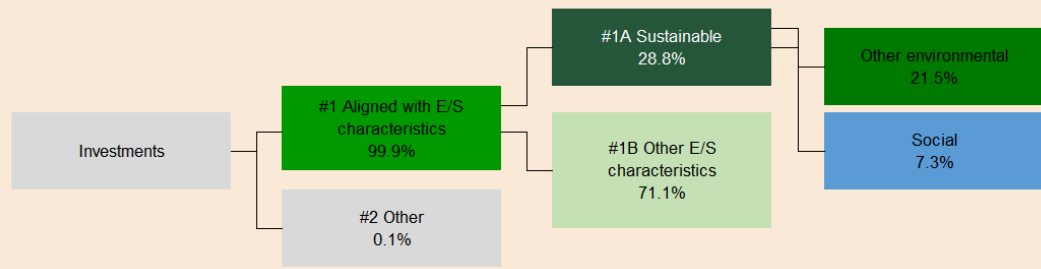 Investments
#1 Aligned with E/S
characteristics
99.9%
#2 Other
0.1%
#1A Sustainable
28.8%
#1B Other E/S
characteristics
71.1%
Other environmental
21.5%
Social
7.3%